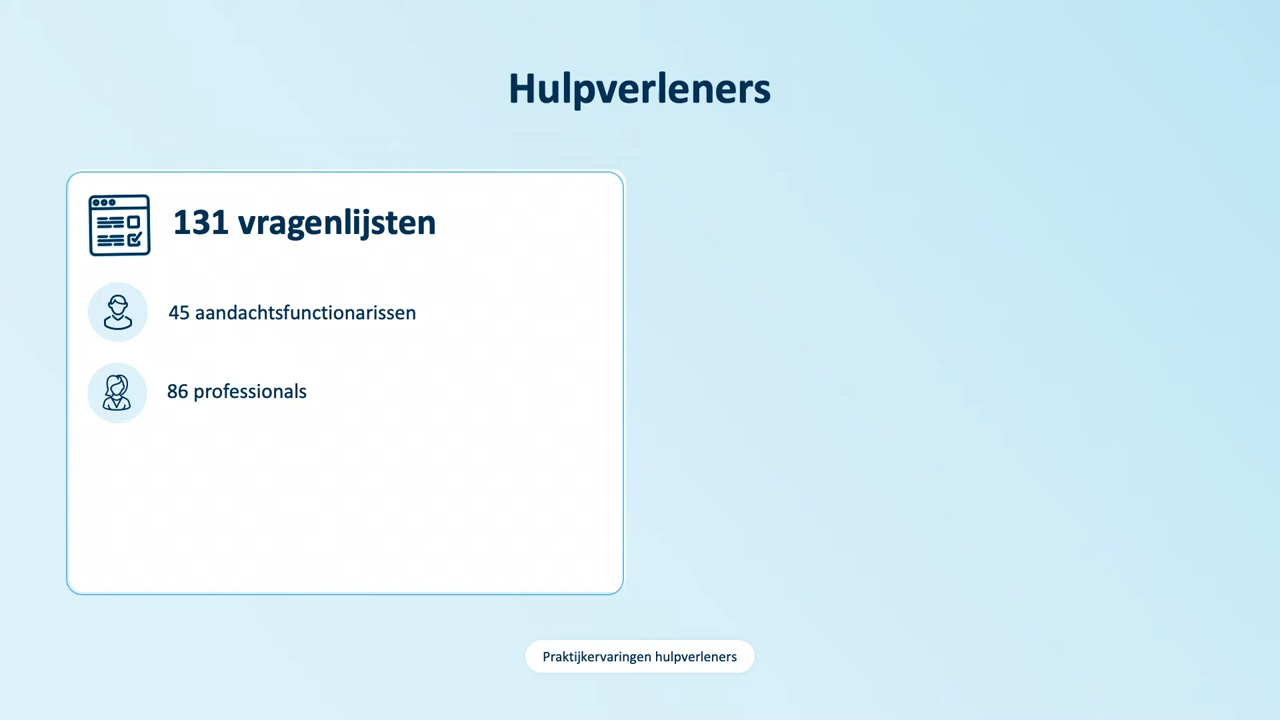 Hulpverleners
131 vragenlijsten
45 aandachtsfunctionarissen
86 professionals
Praktijkervaringen hulpverleners